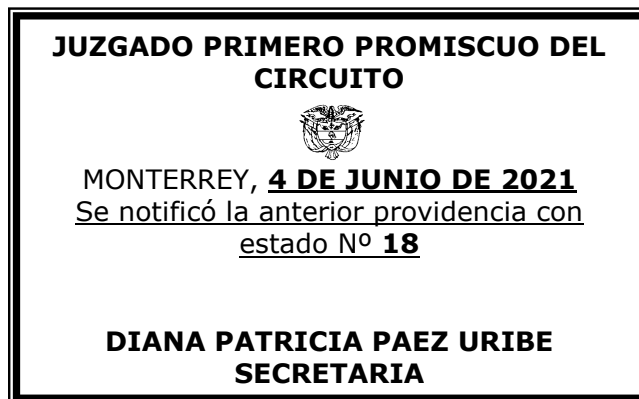 JUZGADO PRIMERO PROMISCUO DEL
CIRCUITO
MONTERREY, 4 DE JUNIO DE 2021
Se notificó la anterior providencia con
estado Nº 18
DIANA PATRICIA PAEZ URIBE
SECRETARIA